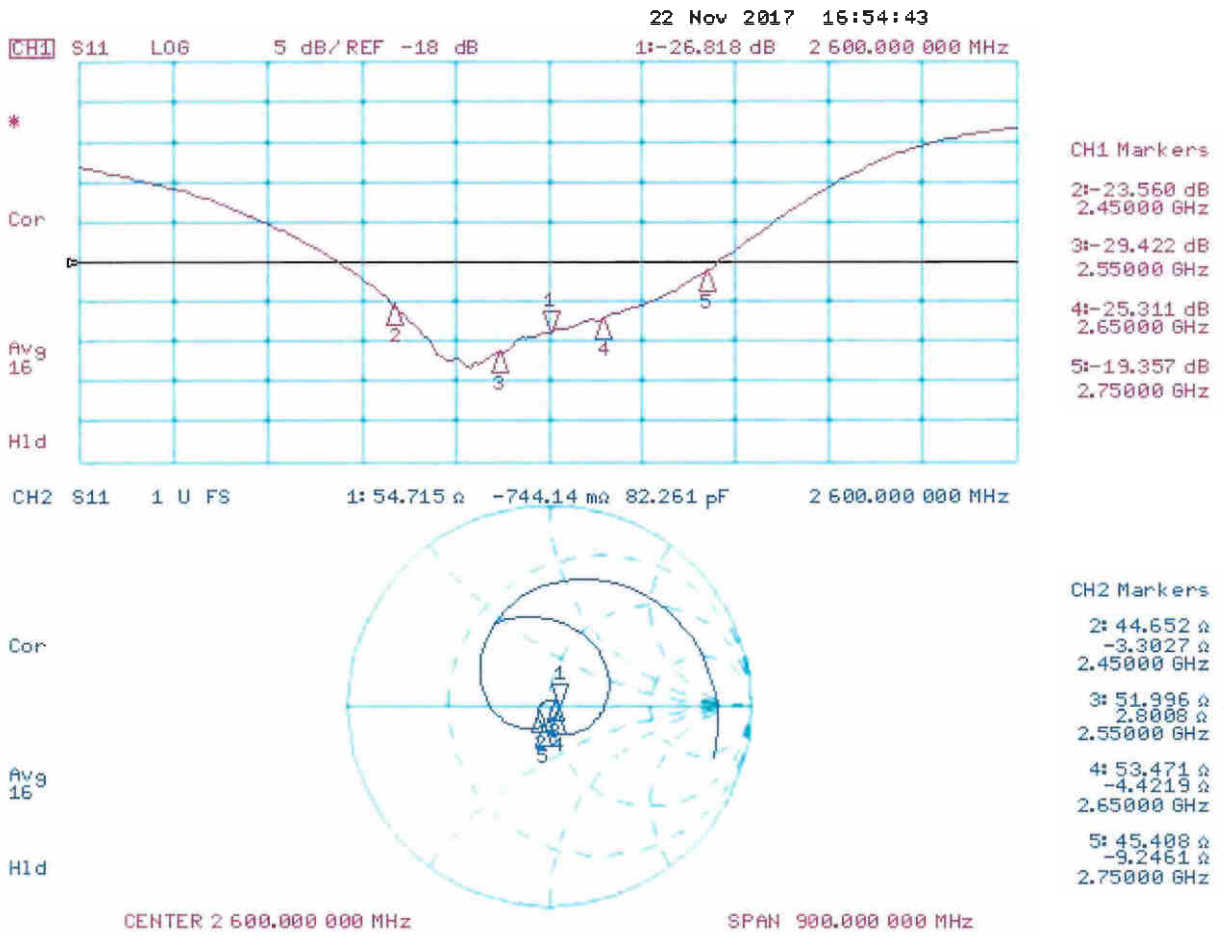 22 Nov 2017 16:54:43
CH1 S11 LOG 5 dB/REF -18 dB 1:-26.818 dB 2 600.000 000 MHz
*
Cor
Avg
16
Hld
1
2
3
4
5
CH1 Markers
2:-23.560 dB
2.45000 GHz
3:-29.422 dB
2.55000 GHz
4:-25.311 dB
2.65000 GHz
5:-19.357 dB
2.75000 GHz
CH2 S11 1 U FS 1:54.715 Ω -744.14 mΩ 82.261 pF 2 600.000 000 MHz
Cor
Avg
16
Hld
1
4
5
CH2 Markers
2: 44.652 Ω
-3.3027 Ω
2.45000 GHz
3: 51.996 Ω
2.8008 Ω
2.55000 GHz
4: 53.471 Ω
-4.4219 Ω
2.65000 GHz
5: 45.408 Ω
-9.2461 Ω
2.75000 GHz
CENTER 2 600.000 000 MHz SPAN 900.000 000 MHz